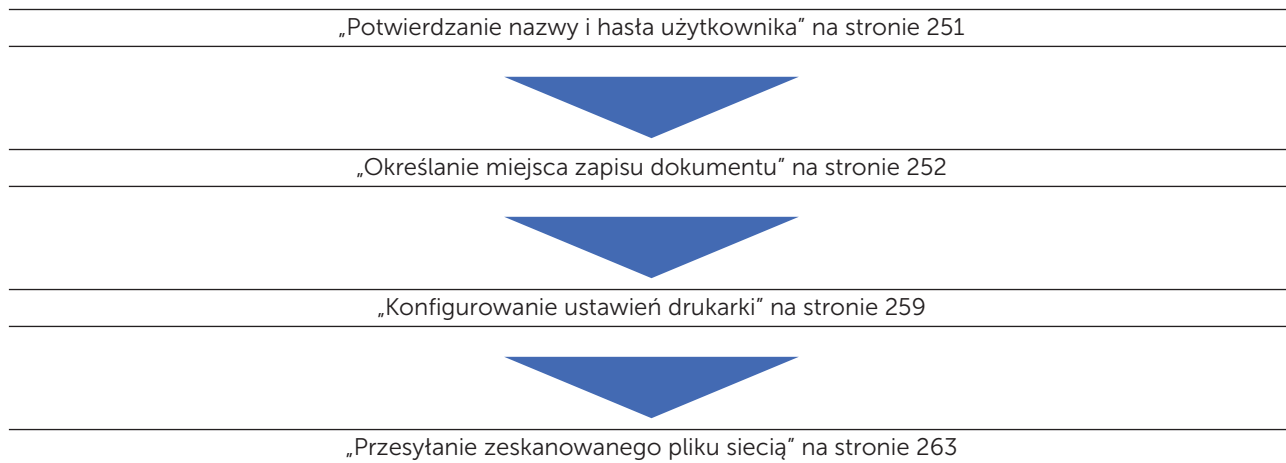 „Potwierdzanie nazwy i hasła użytkownika” na stronie 251
„Określanie miejsca zapisu dokumentu” na stronie 252
„Konfigurowanie ustawień drukarki” na stronie 259
„Przesyłanie zeskanowanego pliku siecią” na stronie 263